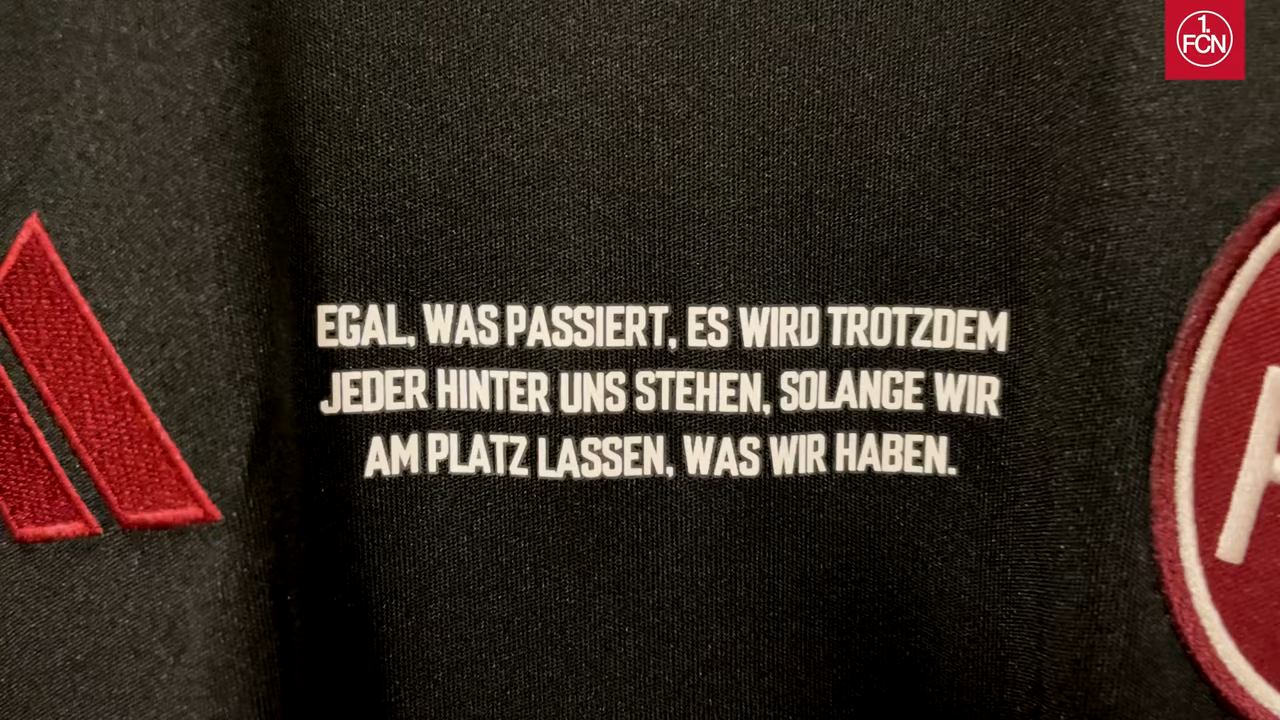 1.
FCN
EGAL, WAS PASSIERT, ES WIRD TROTZDEM
JEDER HINTER UNS STEHEN, SOLANGE WIR
AM PLATZ LASSEN, WAS WIR HABEN.